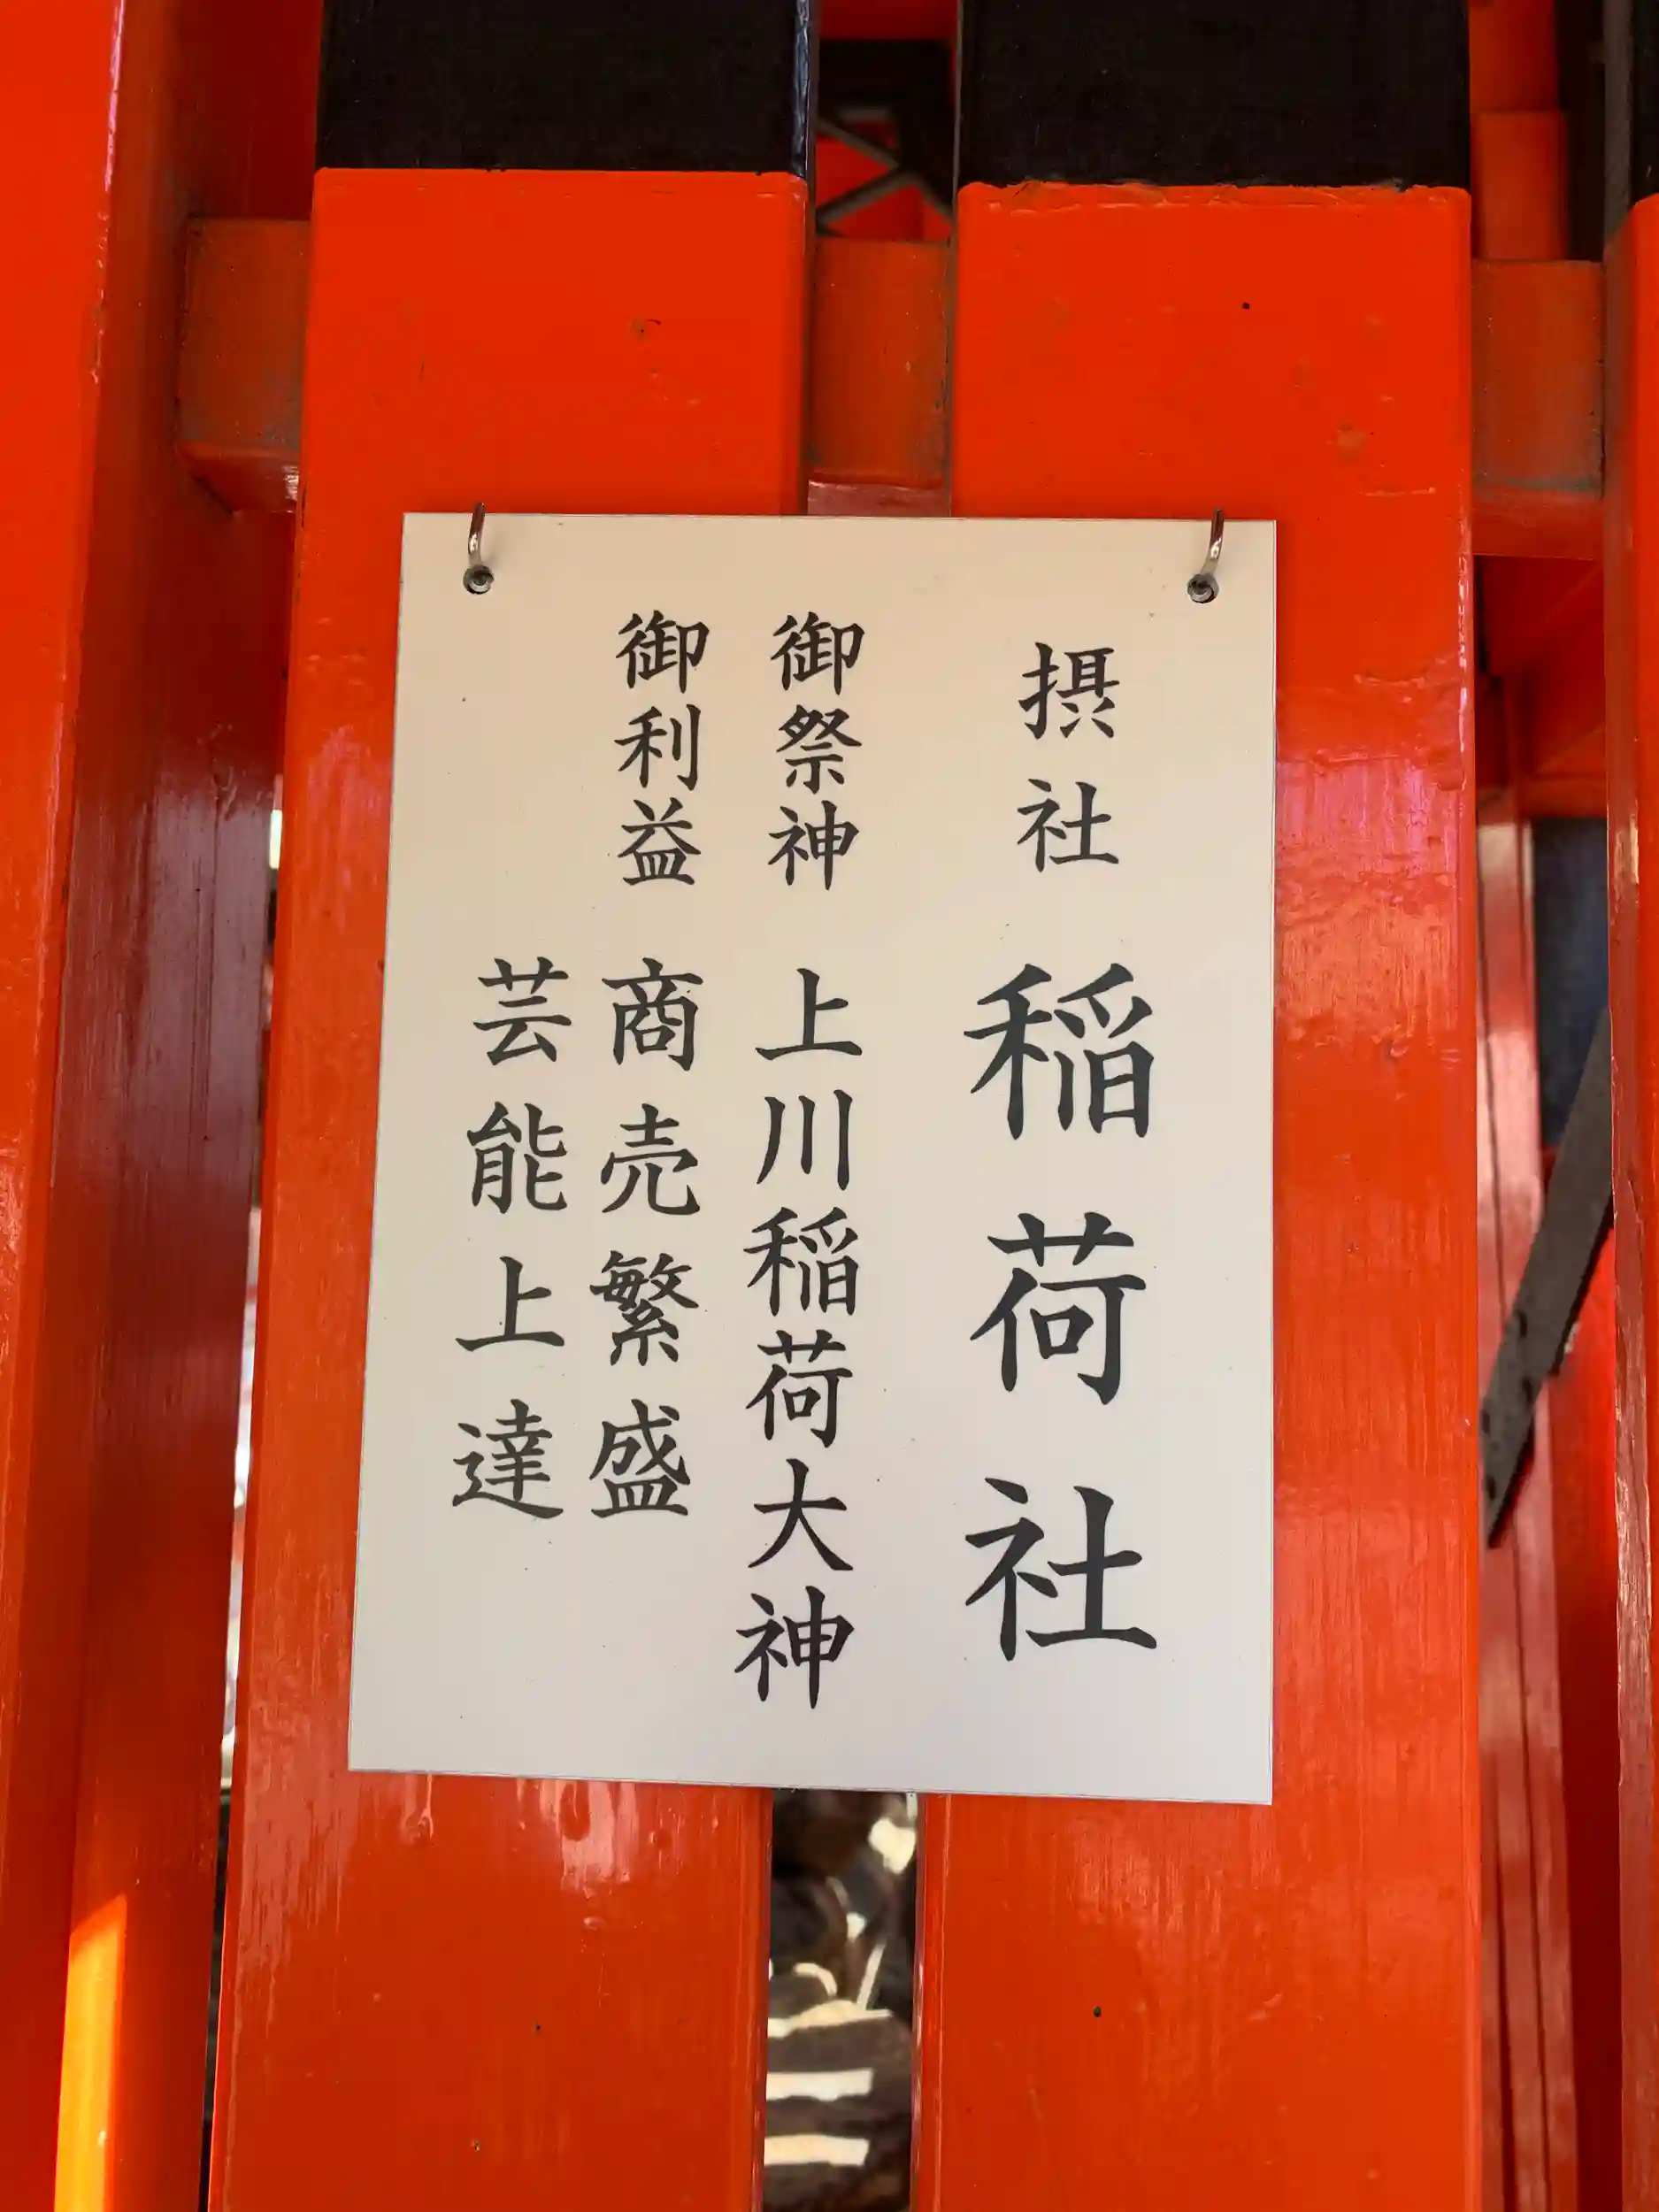 摂社 稲荷社
御祭神 上川稲荷大神
御利益 商売繁盛
芸能上達